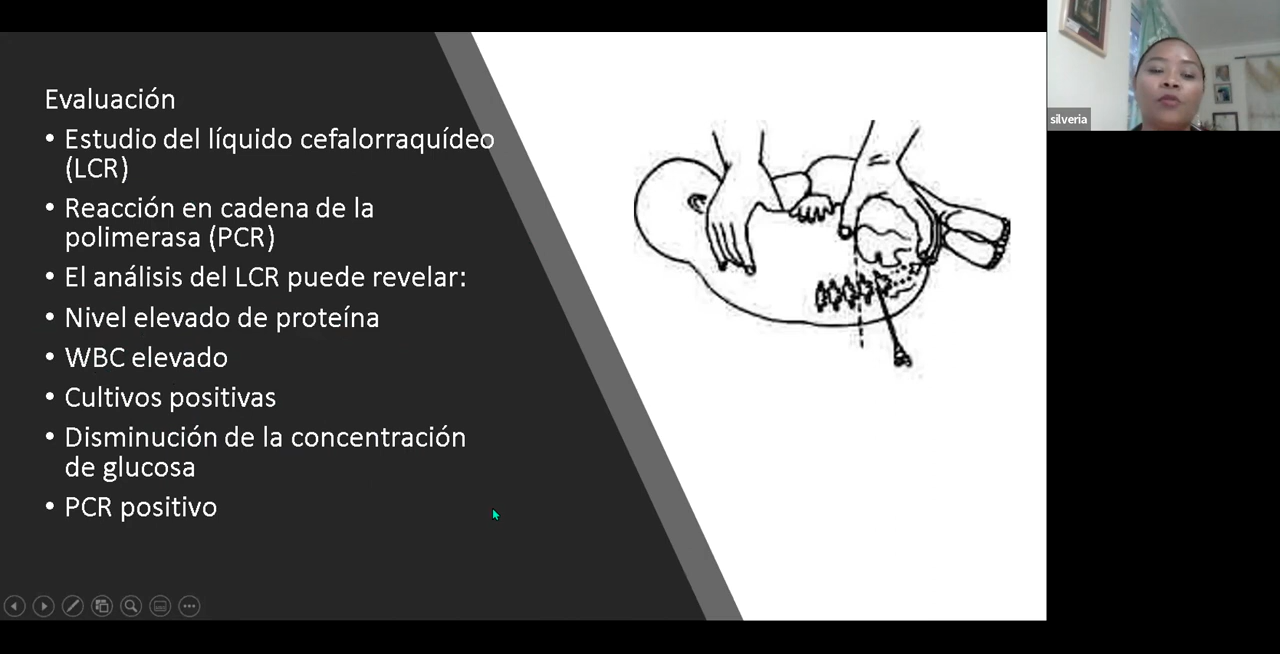 Evaluación
• Estudio del líquido cefalorraquídeo
(LCR)
• Reacción en cadena de la
polimerasa (PCR)
• El análisis del LCR puede revelar:
• Nivel elevado de proteína
• WBC elevado
• Cultivos positivas
• Disminución de la concentración
de glucosa
• PCR positivo
silveria